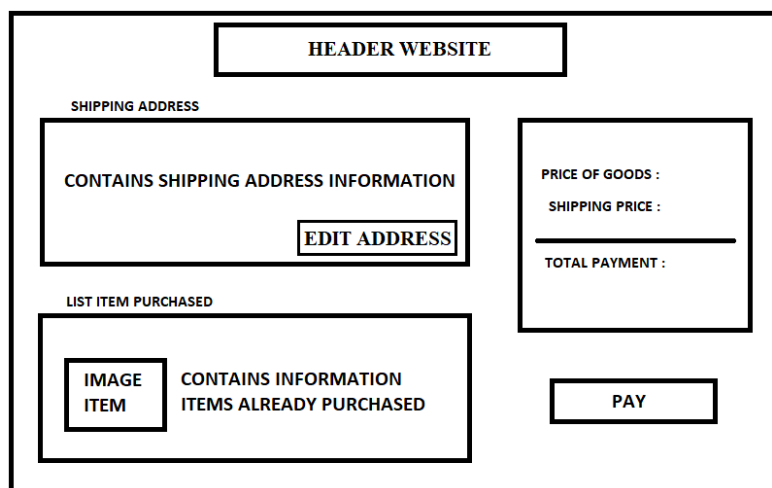 HEADER WEBSITE
SHIPPING ADDRESS
CONTAINS SHIPPING ADDRESS INFORMATION
EDIT ADDRESS
PRICE OF GOODS :
SHIPPING PRICE :
TOTAL PAYMENT :
LIST ITEM PURCHASED
IMAGE
ITEM
CONTAINS INFORMATION
ITEMS ALREADY PURCHASED
PAY